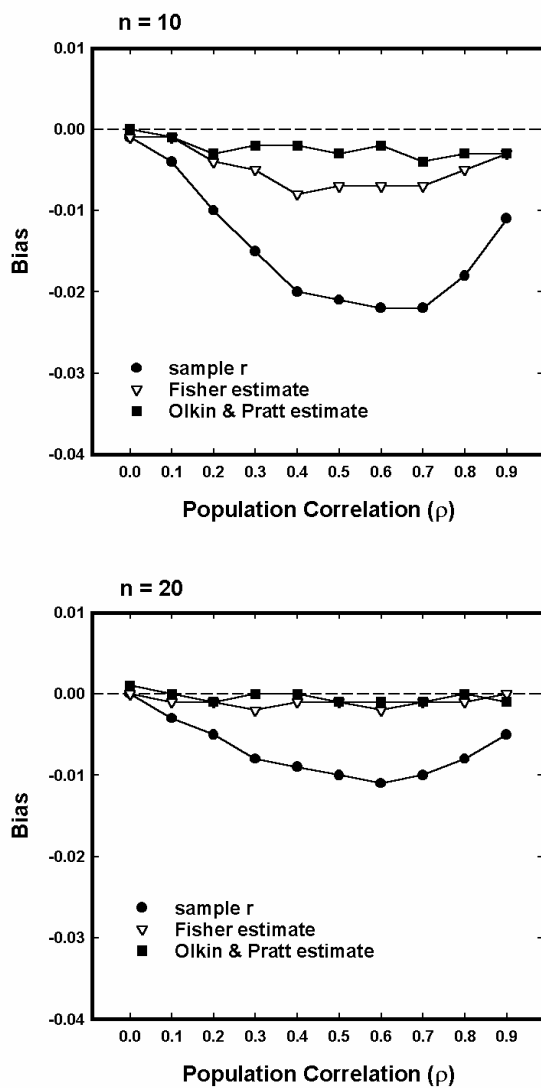 n = 10
0.01
0.00
-0.01
-0.02
-0.03
-0.04
Bias
sample r
Fisher estimate
Olkin & Pratt estimate
0.0 0.1 0.2 0.3 0.4 0.5 0.6 0.7 0.8 0.9
Population Correlation (ρ)
n = 20
0.01
0.00
-0.01
-0.02
-0.03
-0.04
Bias
sample r
Fisher estimate
Olkin & Pratt estimate
0.0 0.1 0.2 0.3 0.4 0.5 0.6 0.7 0.8 0.9
Population Correlation (ρ)